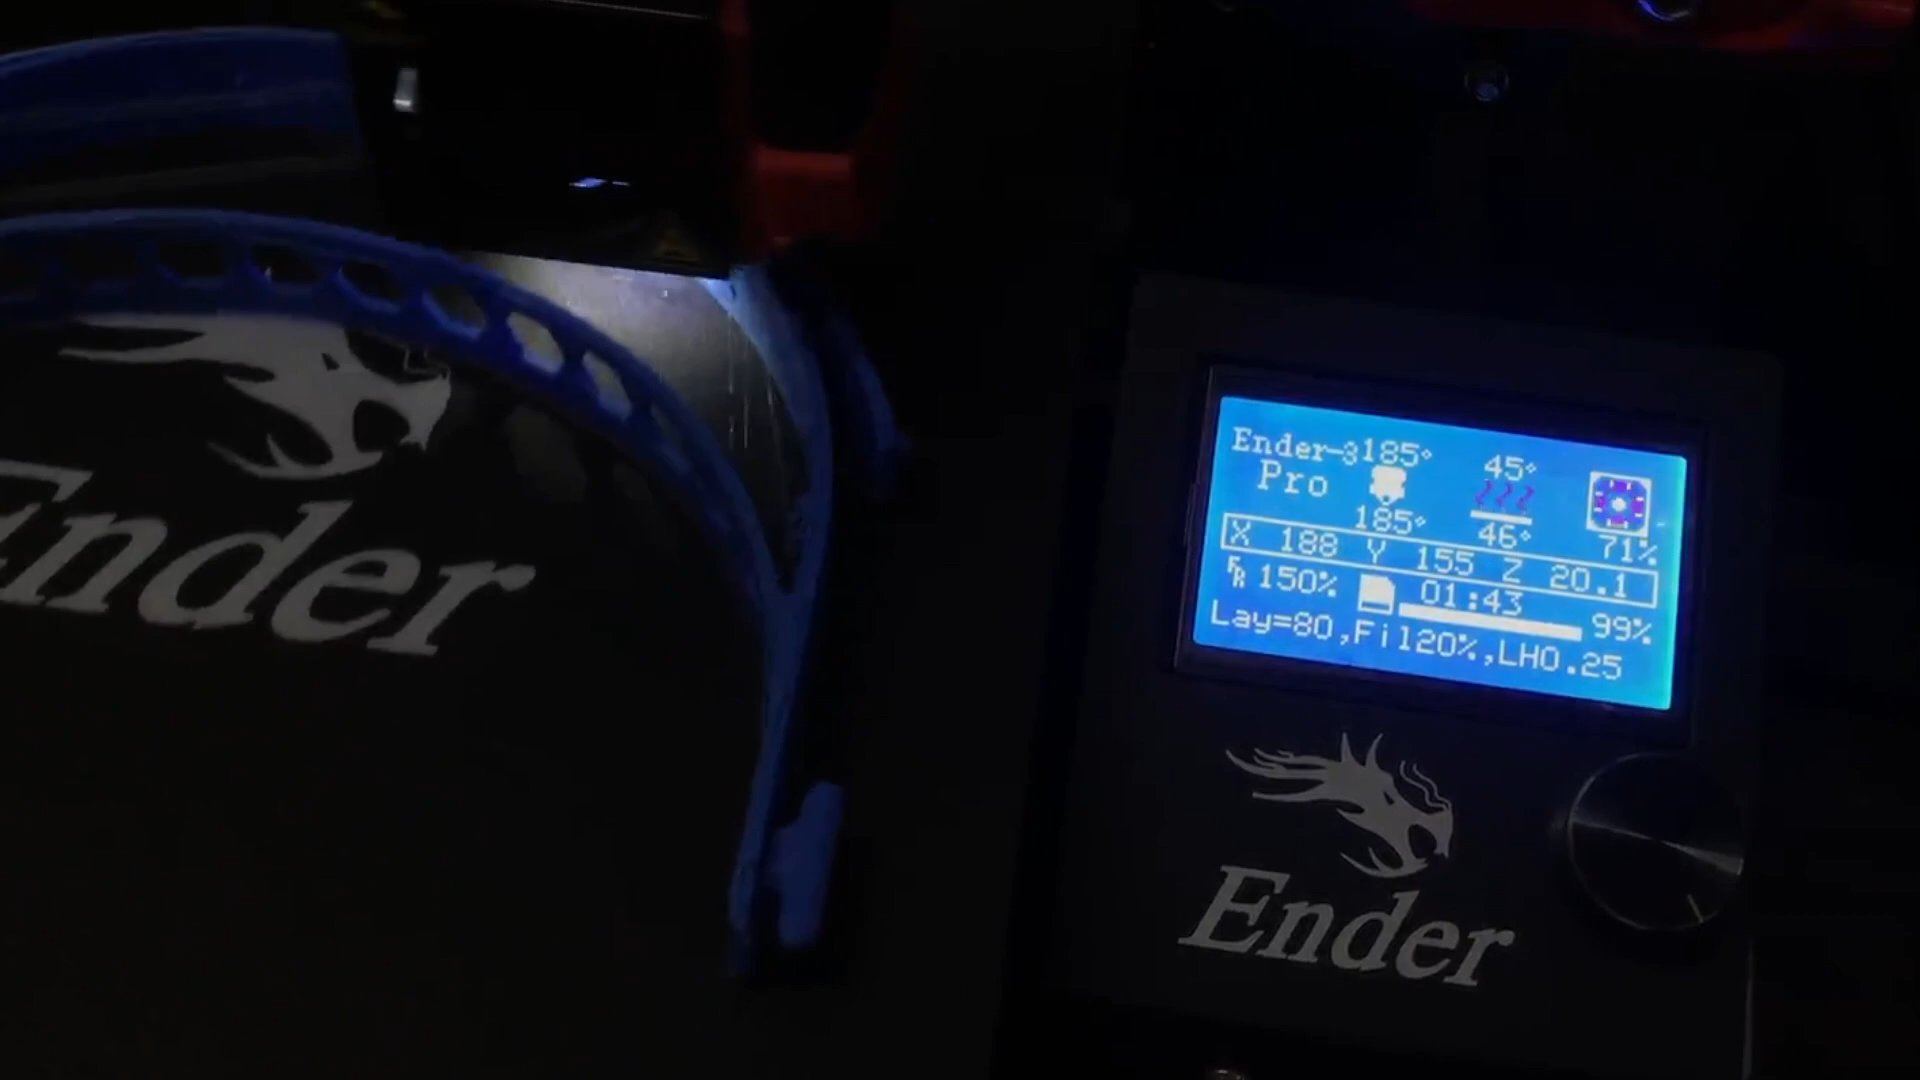 Ender
Ender-3 185° 45°
Pro
185° 46° 71%
X 188 Y 155 Z 20.1
FR 150% 01:43 99%
Lay=80,Fil20%,LH0.25
Ender